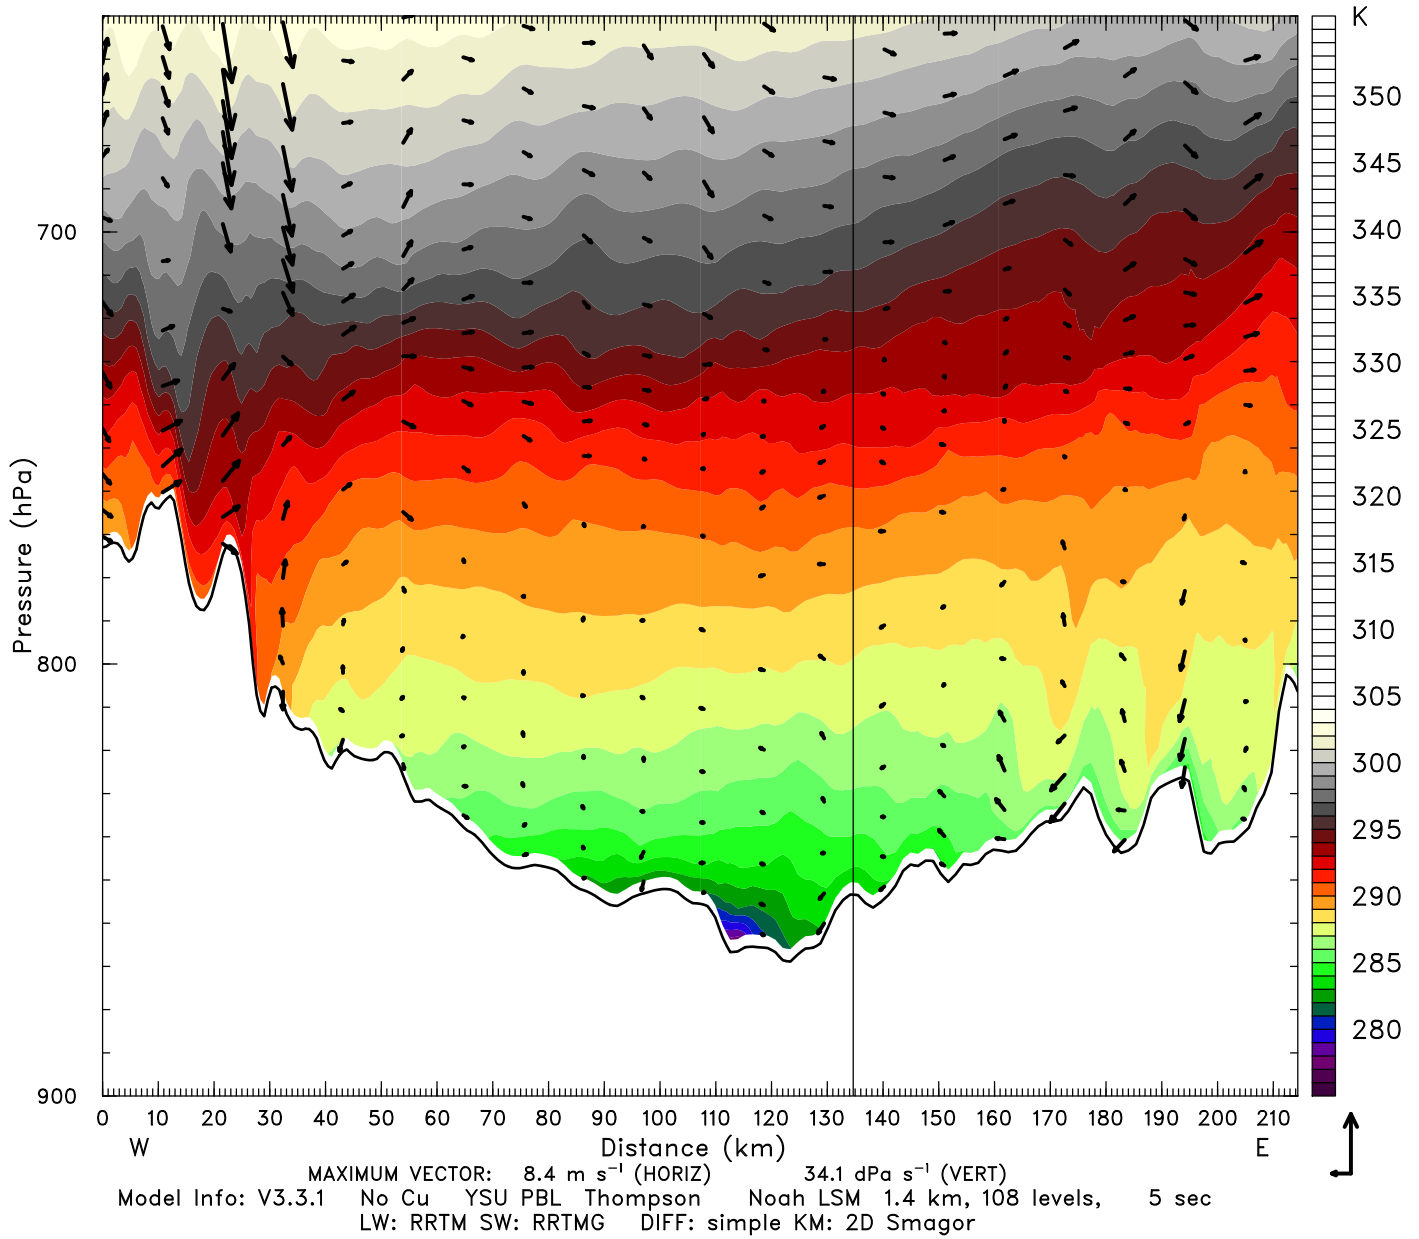 K
350
345
340
335
330
325
320
315
310
305
300
295
290
285
280
Pressure (hPa)
700
800
900
0 10 20 30 40 50 60 70 80 90 100 110 120 130 140 150 160 170 180 190 200 210
W Distance (km) E
MAXIMUM VECTOR: 8.4 m s⁻¹ (HORIZ) 34.1 dPa s⁻¹ (VERT)
Model Info: V3.3.1 No Cu YSU PBL Thompson Noah LSM 1.4 km, 108 levels, 5 sec
LW: RRTM SW: RRTMG DIFF: simple KM: 2D Smagor